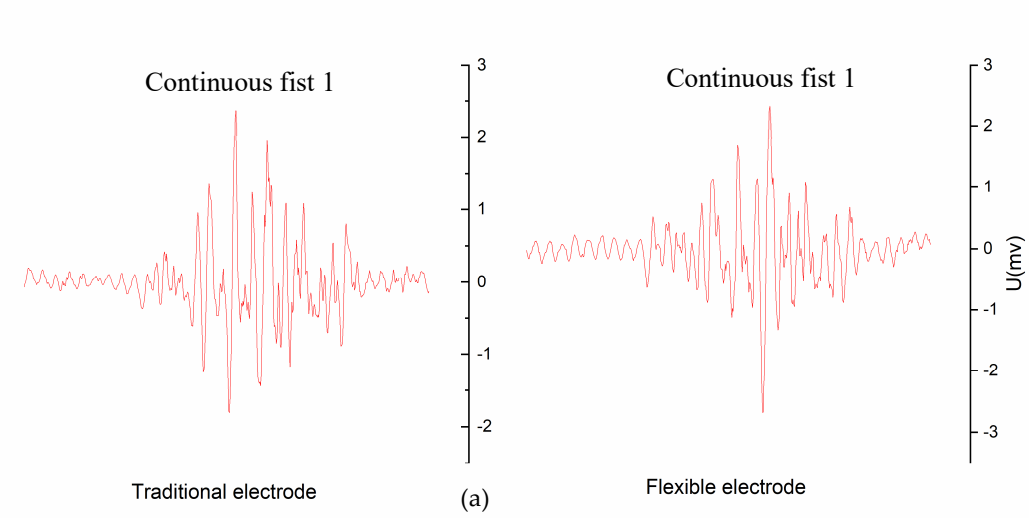 Continuous fist 1
3
2
1
0
-1
-2
Traditional electrode
(a)
Continuous fist 1
3
2
1
0
-1
-2
-3
U(mv)
Flexible electrode